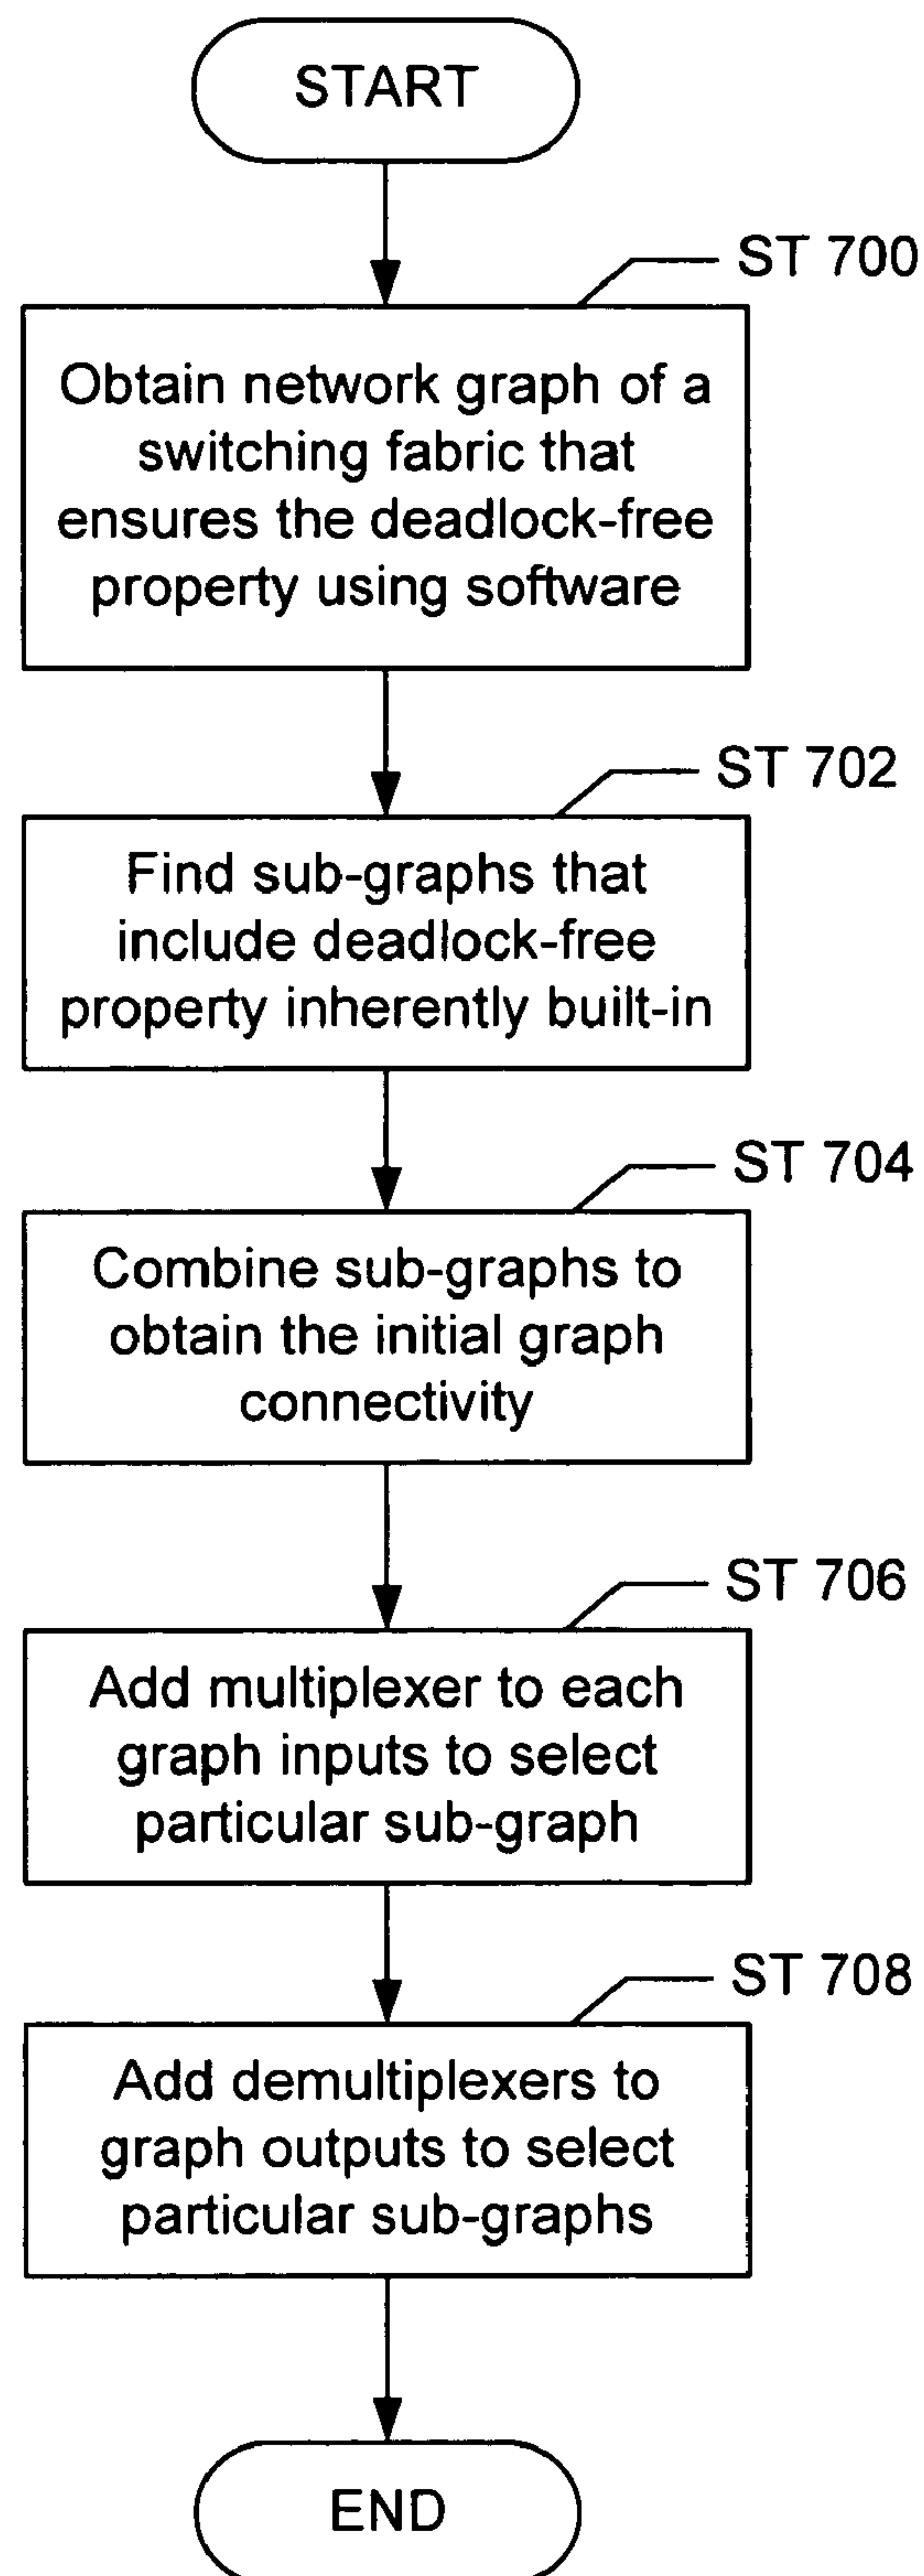 START
ST 700
Obtain network graph of a
switching fabric that
ensures the deadlock-free
property using software
ST 702
Find sub-graphs that
include deadlock-free
property inherently built-in
ST 704
Combine sub-graphs to
obtain the initial graph
connectivity
ST 706
Add multiplexer to each
graph inputs to select
particular sub-graph
ST 708
Add demultiplexers to
graph outputs to select
particular sub-graphs
END